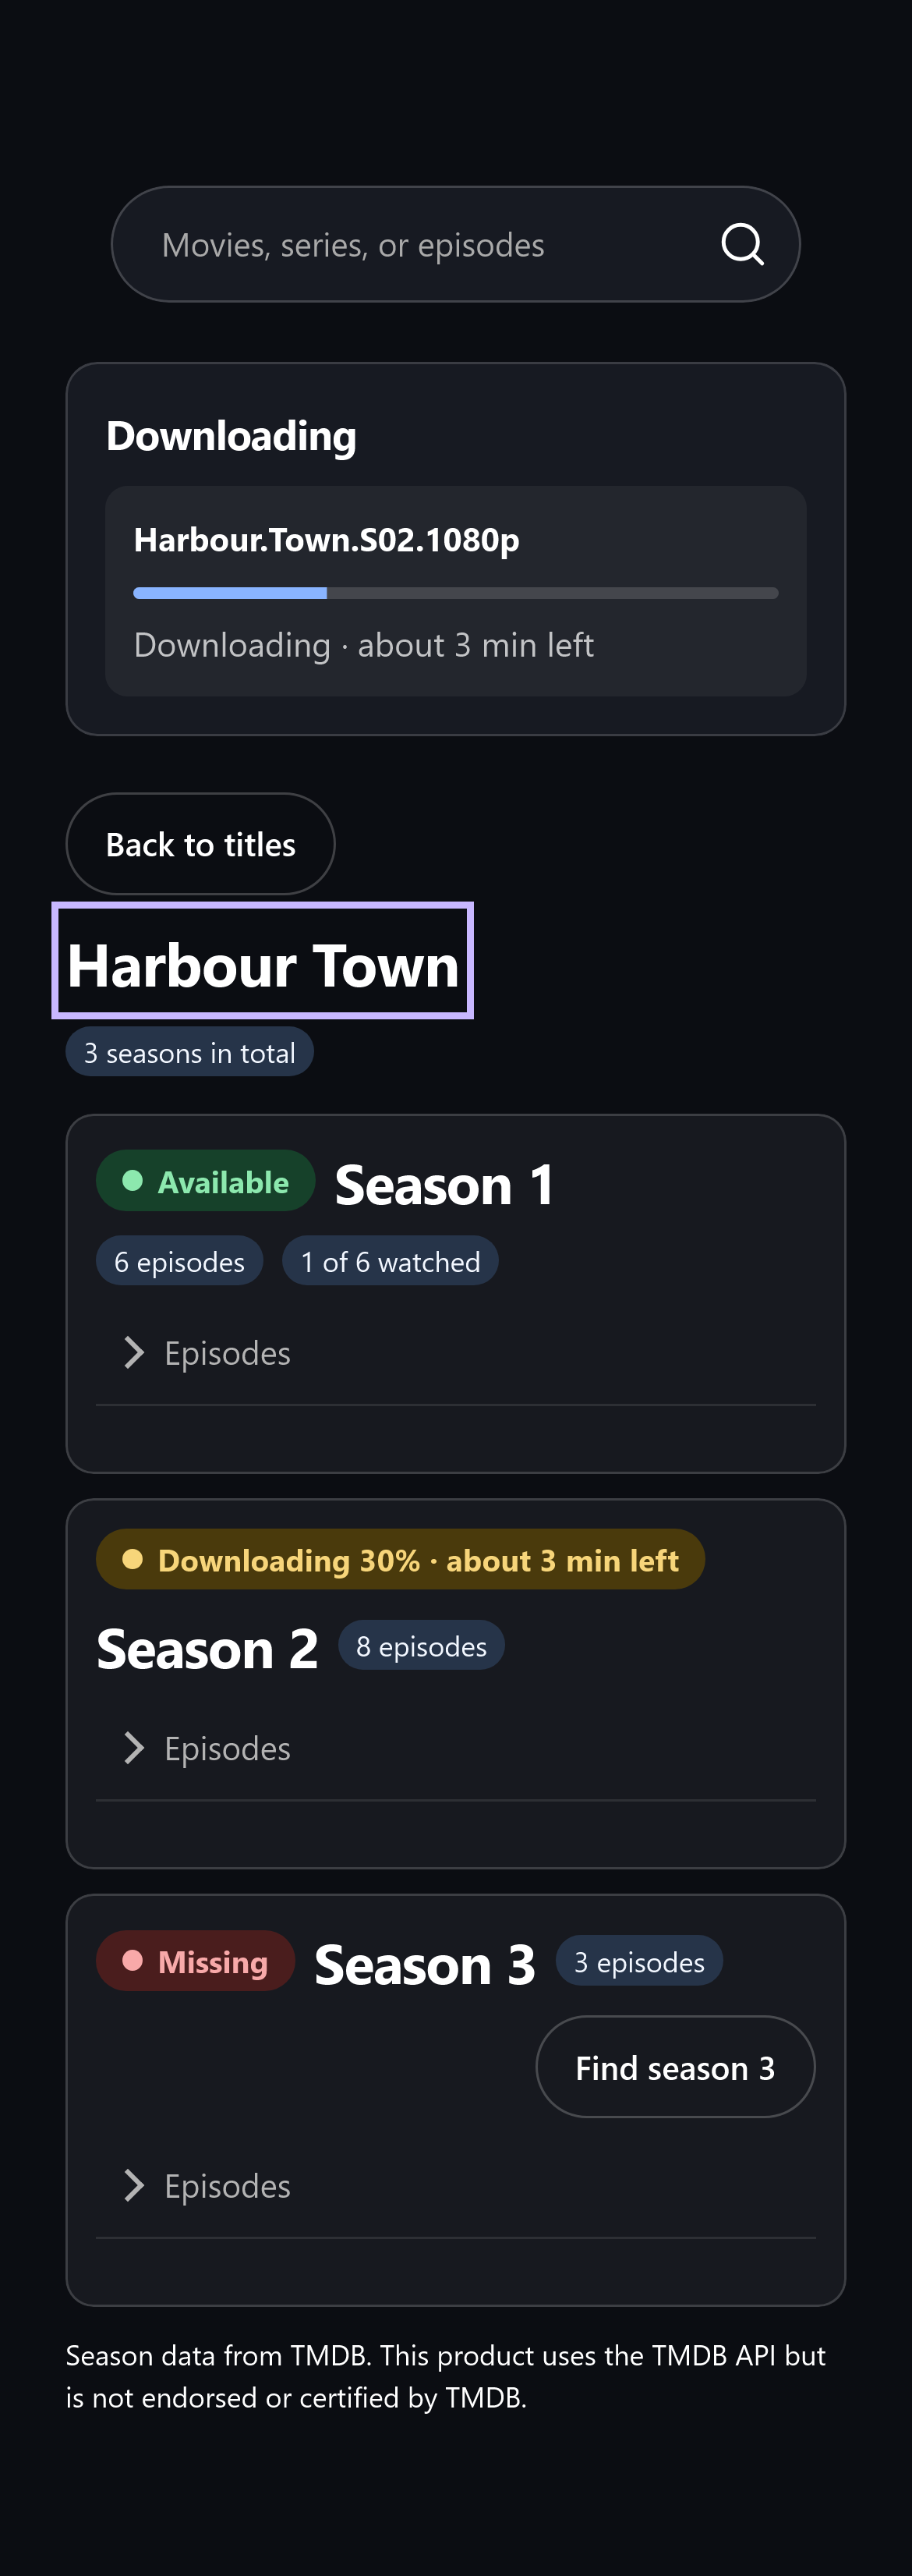 Movies, series, or episodes
Downloading
Harbour.Town.S02.1080p
Downloading · about 3 min left
Back to titles
Harbour Town
3 seasons in total
Available Season 1
6 episodes 1 of 6 watched
Episodes
Downloading 30% · about 3 min left
Season 2 8 episodes
Episodes
Missing Season 3 3 episodes
Find season 3
Episodes
Season data from TMDB. This product uses the TMDB API but
is not endorsed or certified by TMDB.